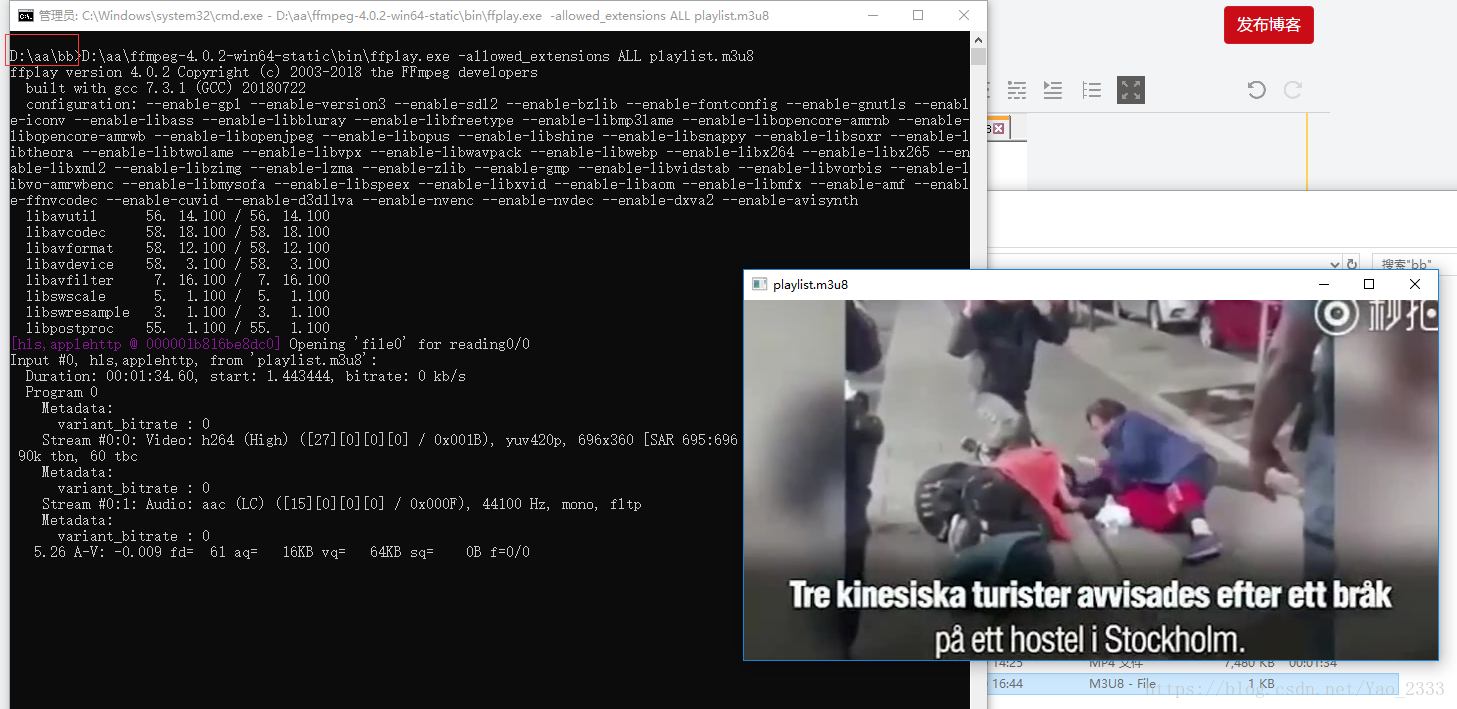 管理员: C:\Windows\system32\cmd.exe - D:\aa\ffmpeg-4.0.2-win64-static\bin\ffplay.exe -allowed_extensions ALL playlist.m3u8
发布博客
D:\aa\bb>D:\aa\ffmpeg-4.0.2-win64-static\bin\ffplay.exe -allowed_extensions ALL playlist.m3u8
ffplay version 4.0.2 Copyright (c) 2003-2018 the FFmpeg developers
built with gcc 7.3.1 (GCC) 20180722
configuration: --enable-gpl --enable-version3 --enable-sdl2 --enable-bzlib --enable-fontconfig --enable-gnutls --enabl
e-iconv --enable-libass --enable-libbluray --enable-libfreetype --enable-libmp3lame --enable-libopencore-amrnb --enable-
libopencore-amrwb --enable-libopenjpeg --enable-libopus --enable-libshine --enable-libsnappy --enable-libsoxr --enable-l
ibtheora --enable-libtwolame --enable-libvpx --enable-libwavpack --enable-libwebp --enable-libx264 --enable-libx265 --en
able-libxml2 --enable-libzimg --enable-lzma --enable-zlib --enable-gmp --enable-libvidstab --enable-libvorbis --enable-l
ibvo-amrwbenc --enable-libmysofa --enable-libspeex --enable-libxvid --enable-libaom --enable-libmfx --enable-amf --enabl
e-ffnvcodec --enable-cuvid --enable-d3d11va --enable-nvenc --enable-nvdec --enable-dxva2 --enable-avisynth
libavutil 56. 14.100 / 56. 14.100
libavcodec 58. 18.100 / 58. 18.100
libavformat 58. 12.100 / 58. 12.100
libavdevice 58. 3.100 / 58. 3.100
libavfilter 7. 16.100 / 7. 16.100
libswscale 5. 1.100 / 5. 1.100
libswresample 3. 1.100 / 3. 1.100
libpostproc 55. 1.100 / 55. 1.100
[hls,applehttp @ 000001b816be8dc0] Opening 'file0' for reading0/0
Input #0, hls,applehttp, from 'playlist.m3u8':
Duration: 00:01:34.60, start: 1.443444, bitrate: 0 kb/s
Program 0
Metadata:
variant_bitrate : 0
Stream #0:0: Video: h264 (High) ([27][0][0][0] / 0x001B), yuv420p, 696x360 [SAR 695:696
90k tbn, 60 tbc
Metadata:
variant_bitrate : 0
Stream #0:1: Audio: aac (LC) ([15][0][0][0] / 0x000F), 44100 Hz, mono, fltp
Metadata:
variant_bitrate : 0
5.26 A-V: -0.009 fd= 61 aq= 16KB vq= 64KB sq= 0B f=0/0
搜索"bb"
playlist.m3u8
秒拍
Tre kinesiska turister avvisades efter ett bråk
på ett hostel i Stockholm.
14:25 MP4 文件 7,480 KB 00:01:34
16:44 M3U8 - File 1 KB
https://blog.csdn.net/Yao_2333